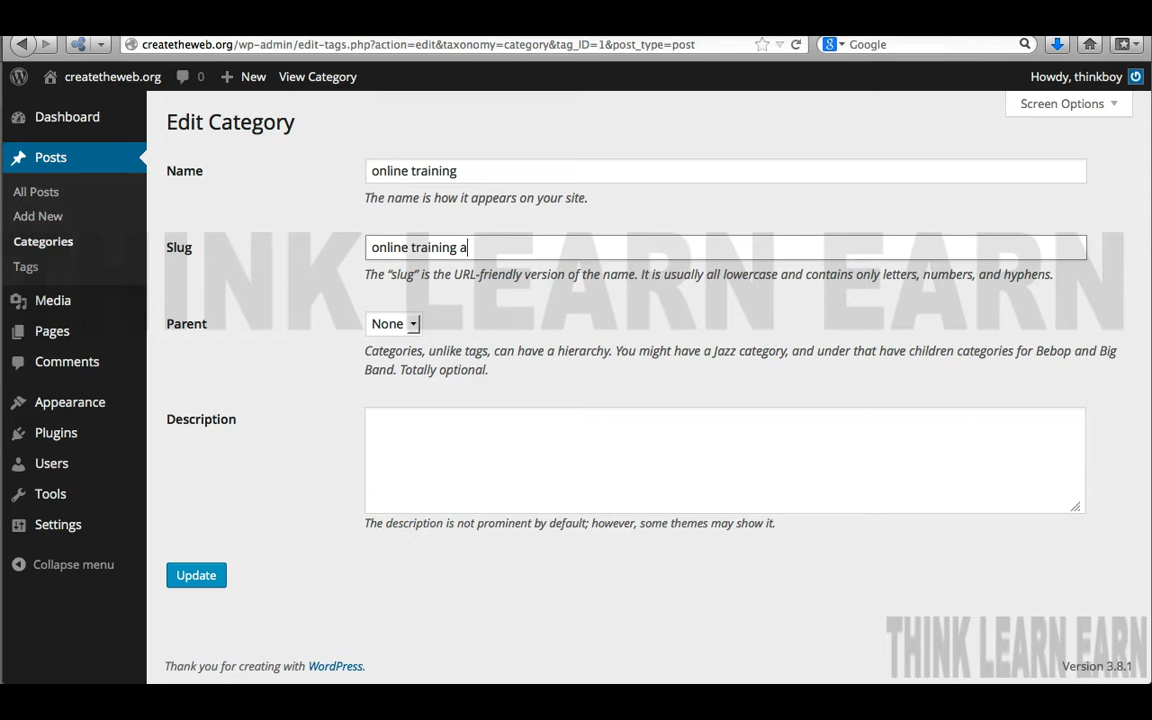 createtheweb.org/wp-admin/edit-tags.php?action=edit&taxonomy=category&tag_ID=1&post_type=post
Google
createtheweb.org
0
New
View Category
Howdy, thinkboy
Screen Options
Dashboard
Posts
All Posts
Add New
Categories
Tags
Media
Pages
Comments
Appearance
Plugins
Users
Tools
Settings
Collapse menu
Edit Category
Name
online training
The name is how it appears on your site.
Slug
online training a
The “slug” is the URL-friendly version of the name. It is usually all lowercase and contains only letters, numbers, and hyphens.
THINK LEARN EARN
Parent
None
Categories, unlike tags, can have a hierarchy. You might have a Jazz category, and under that have children categories for Bebop and Big
Band. Totally optional.
Description
The description is not prominent by default; however, some themes may show it.
Update
THINK LEARN EARN
Thank you for creating with WordPress.
Version 3.8.1